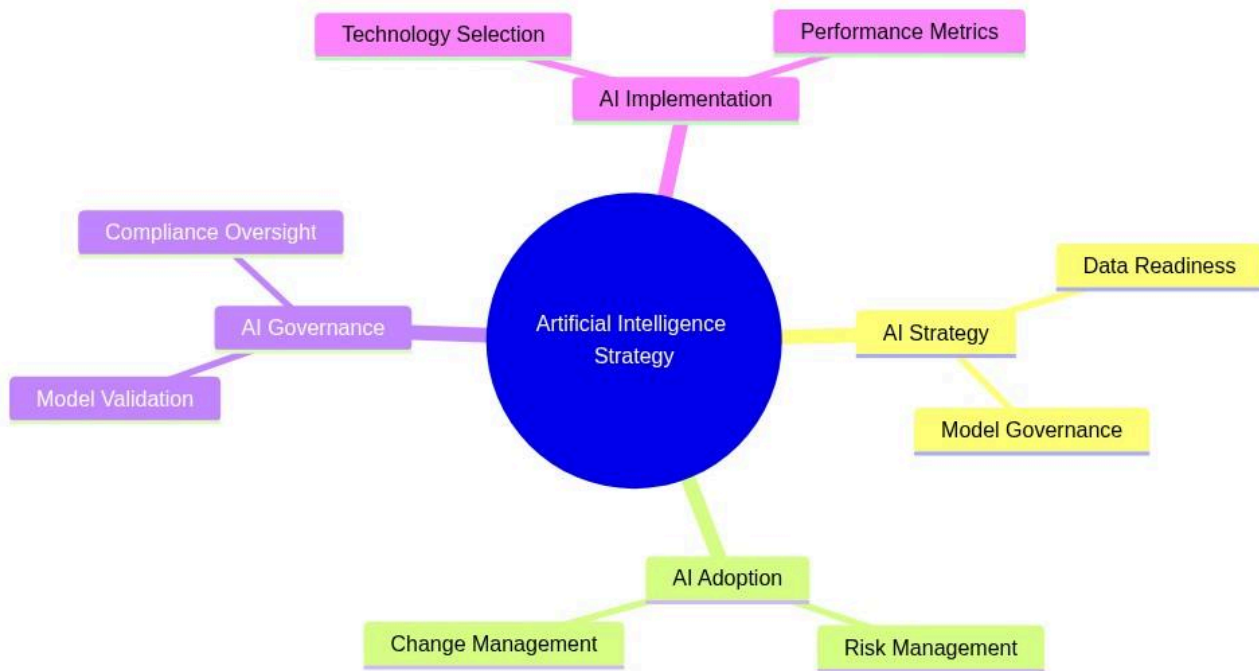 Technology Selection
Performance Metrics
AI Implementation
Compliance Oversight
AI Governance
Model Validation
Artificial Intelligence
Strategy
Data Readiness
AI Strategy
Model Governance
AI Adoption
Change Management
Risk Management